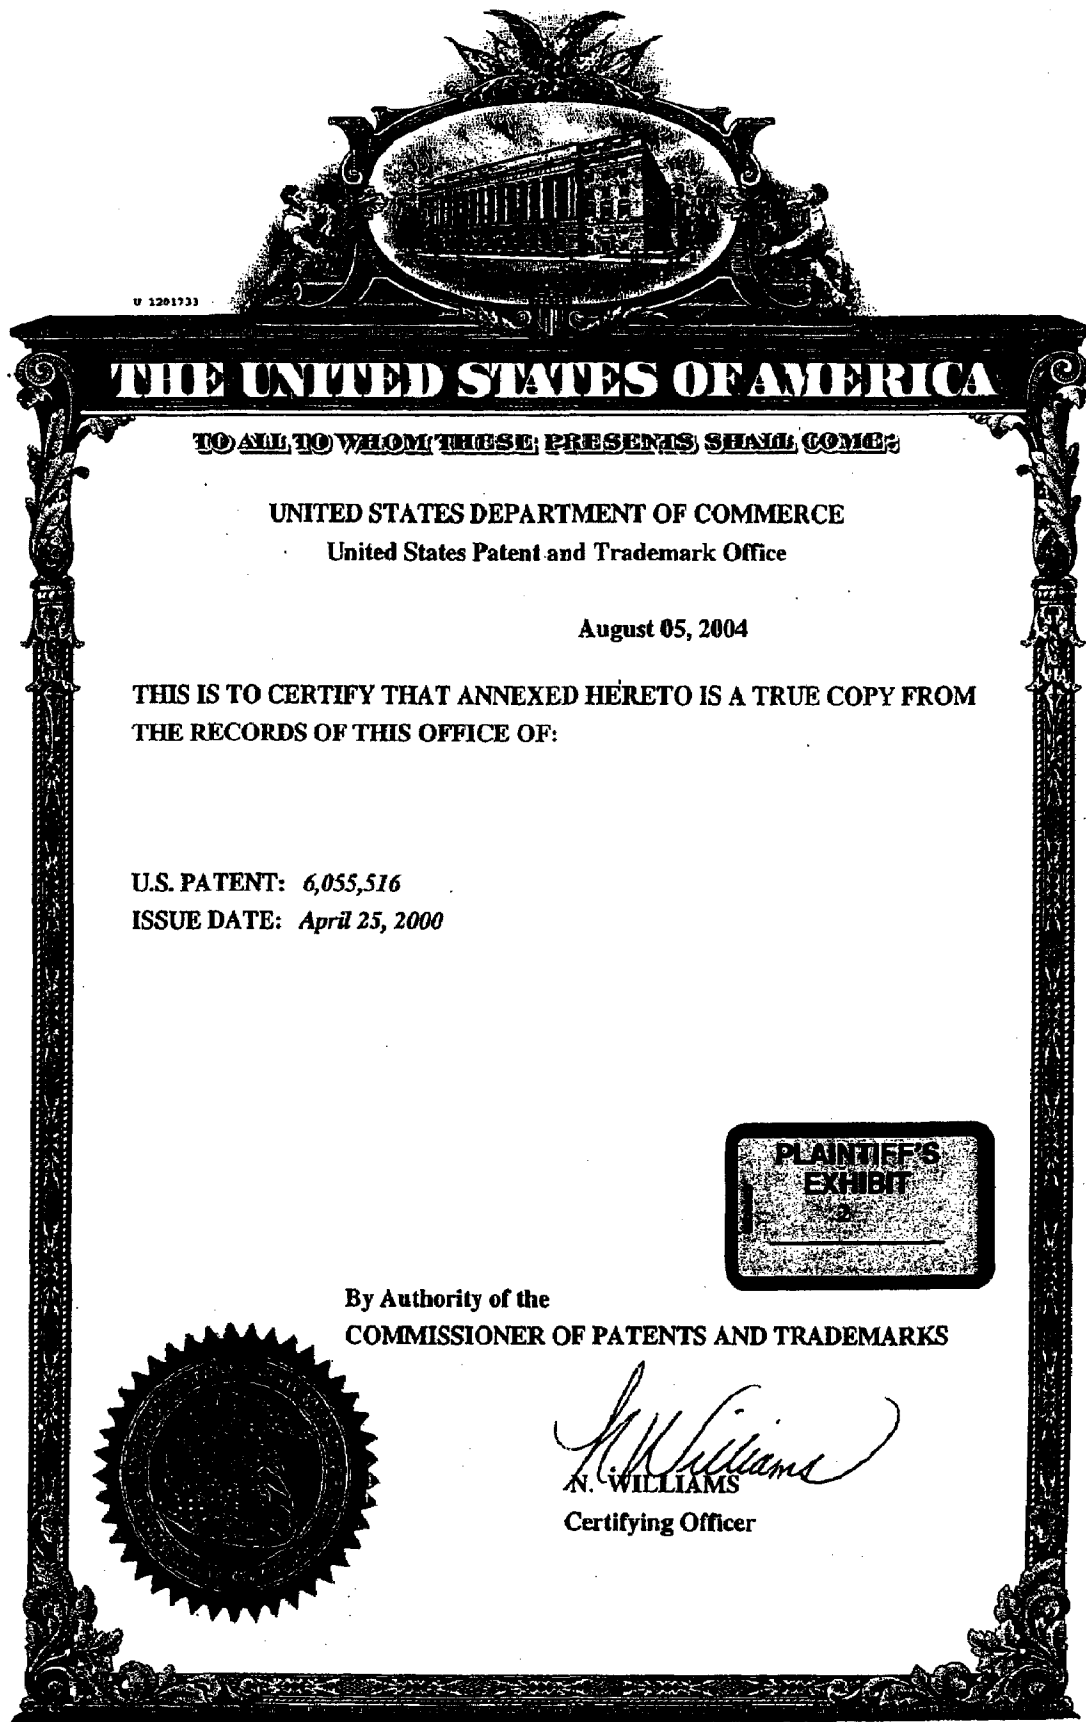 U 1201733
THE UNITED STATES OF AMERICA
TO ALL TO WHOM THESE PRESENTS SHALL COME:
UNITED STATES DEPARTMENT OF COMMERCE
United States Patent and Trademark Office
August 05, 2004
THIS IS TO CERTIFY THAT ANNEXED HERETO IS A TRUE COPY FROM
THE RECORDS OF THIS OFFICE OF:
U.S. PATENT: 6,055,516
ISSUE DATE: April 25, 2000
PLAINTIFF'S
EXHIBIT
2
By Authority of the
COMMISSIONER OF PATENTS AND TRADEMARKS
N. Williams
N. WILLIAMS
Certifying Officer